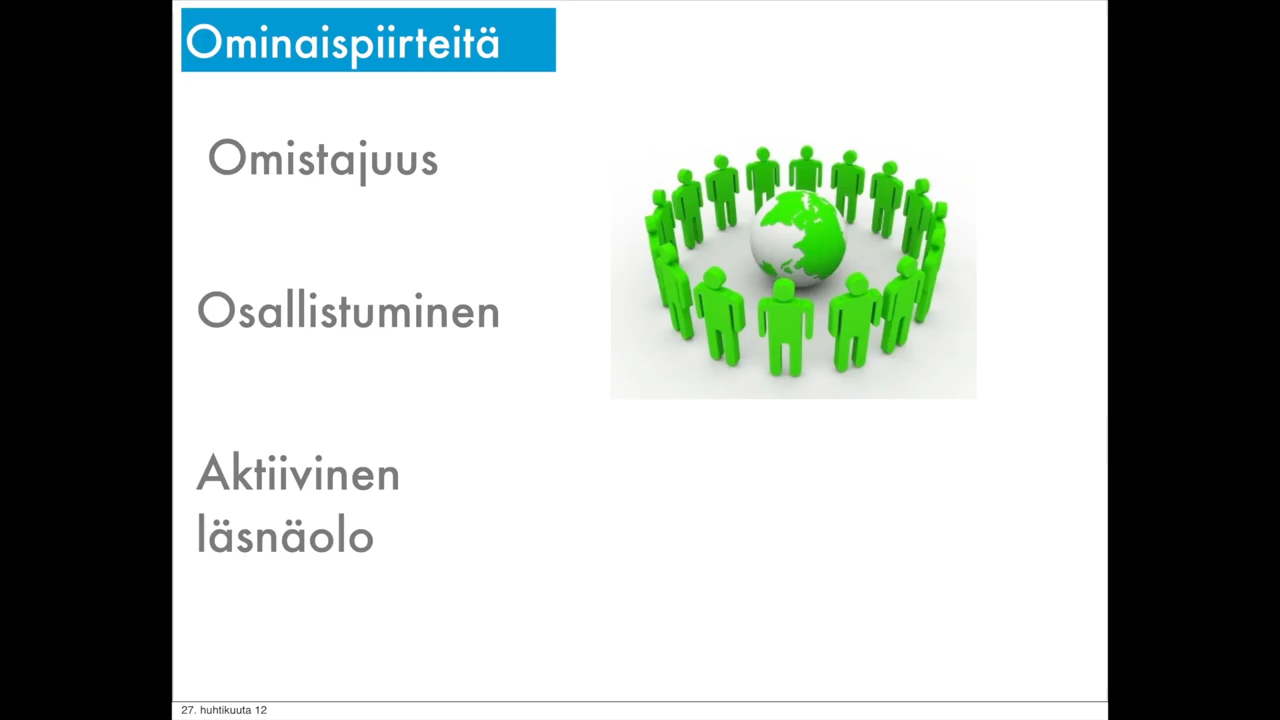 Ominaispiirteitä
Omistajuus
Osallistuminen
Aktiivinen
läsnäolo
27. huhtikuuta 12